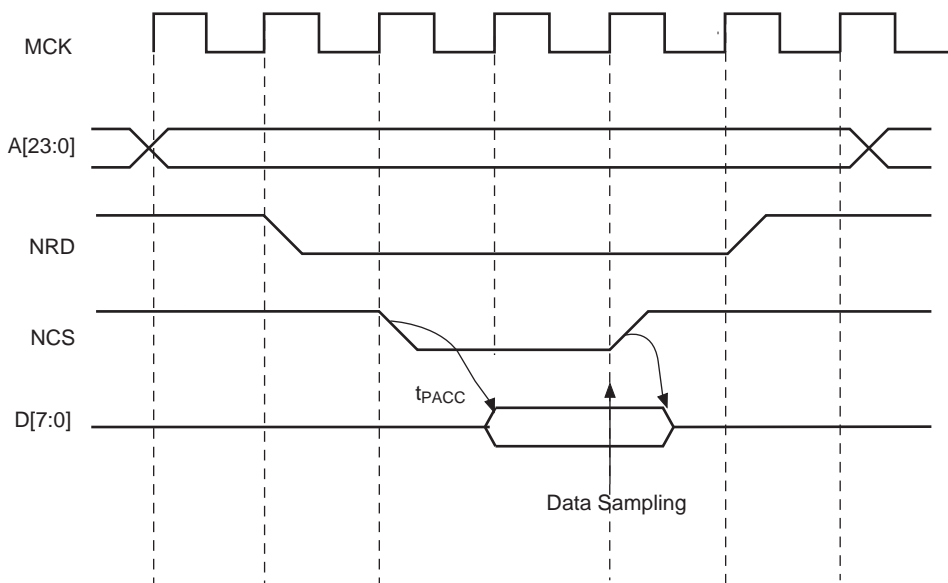 MCK
A[23:0]
NRD
NCS
tPACC
D[7:0]
Data Sampling